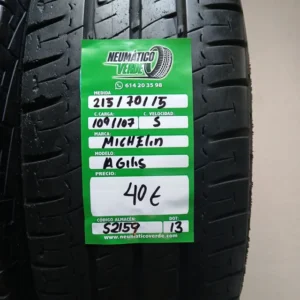 NEUMÁTICO
VERDE
614 20 35 98
MEDIDA:
215/70/15
C. CARGA: C. VELOCIDAD:
109/107 S
MARCA:
MICHElin
MODELO:
AGilis
PRECIO:
40€
CÓDIGO ALMACÉN: DOT:
S2159 13
www.neumaticoverde.com